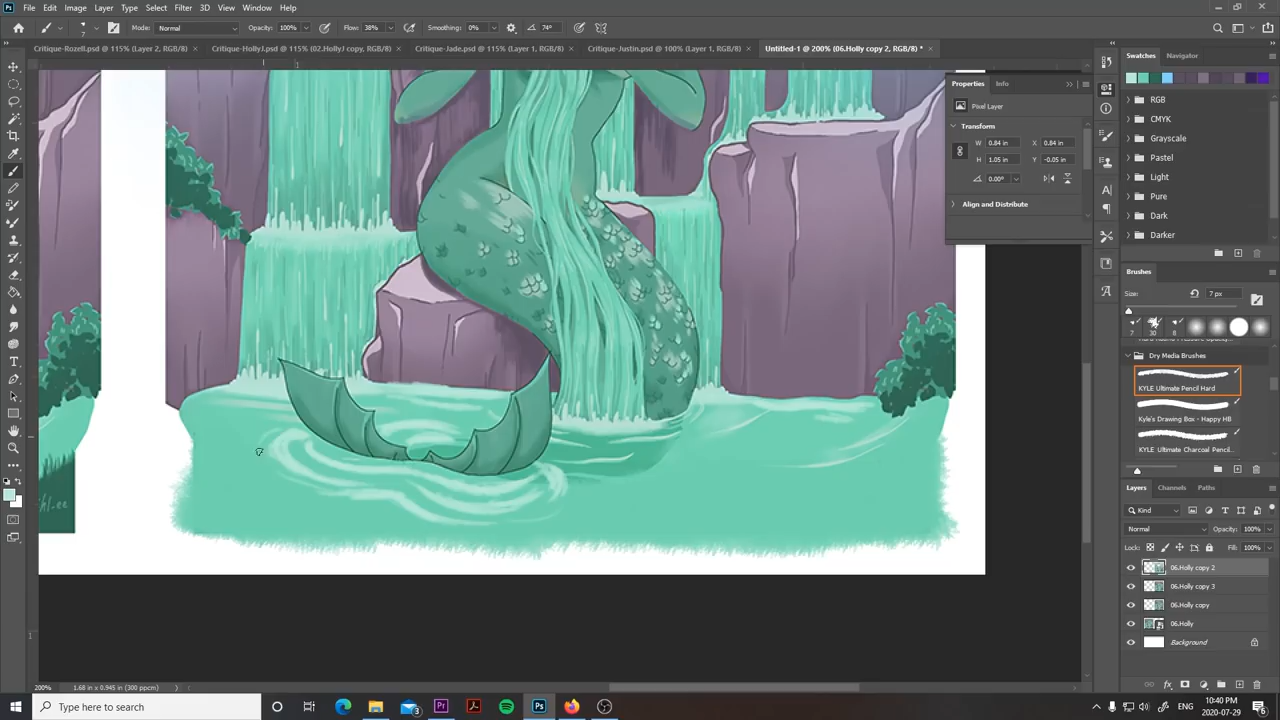 File Edit Image Layer Type Select Filter 3D View Window Help
Mode: Normal Opacity: 100% Flow: 38% Smoothing: 0% 74°
Critique-Rozell.psd @ 115% (Layer 2, RGB/8) × Critique-HollyJ.psd @ 115% (02.HollyJ copy, RGB/8) × Critique-Jade.psd @ 115% (Layer 1, RGB/8) × Critique-Justin.psd @ 100% (Layer 1, RGB/8) × Untitled-1 @ 200% (06.Holly copy 2, RGB/8) * ×
Swatches Navigator
RGB
CMYK
Grayscale
Pastel
Light
Pure
Dark
Darker
Properties Info
Pixel Layer
Transform
W 0.84 in X 0.84 in
H 1.05 in Y -0.05 in
0.00°
Align and Distribute
Brushes
Size: 7 px
7 30 8
Dry Media Brushes
KYLE Ultimate Pencil Hard
Kyle's Drawing Box - Happy HB
KYLE Ultimate Charcoal Pencil...
Layers Channels Paths
Kind
Normal Opacity: 100%
Lock: Fill: 100%
06.Holly copy 2
06.Holly copy 3
06.Holly copy
06.Holly
Background
200% 1.68 in x 0.945 in (300 ppcm)
Type here to search
3
ENG
10:40 PM
2020-07-29
6